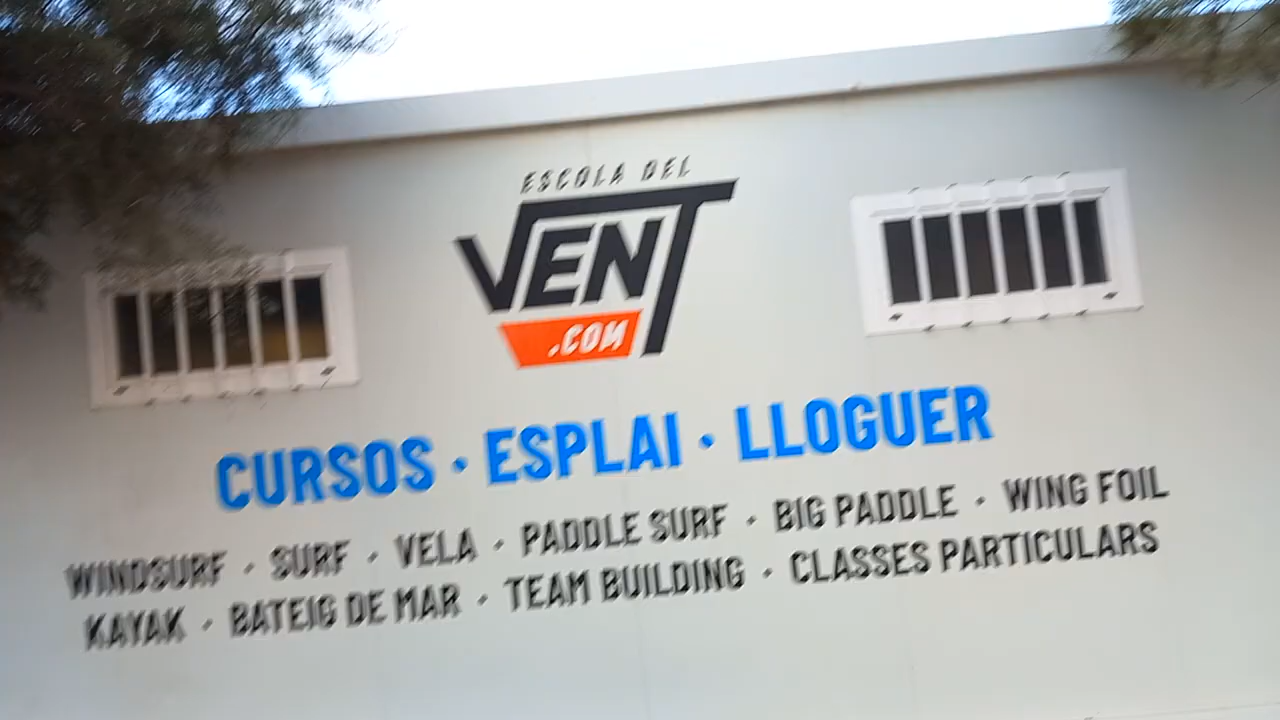 ESCOLA DEL
VENT
.COM
CURSOS · ESPLAI · LLOGUER
WINDSURF · SURF · VELA · PADDLE SURF · BIG PADDLE · WING FOIL
KAYAK · BATEIG DE MAR · TEAM BUILDING · CLASSES PARTICULARS